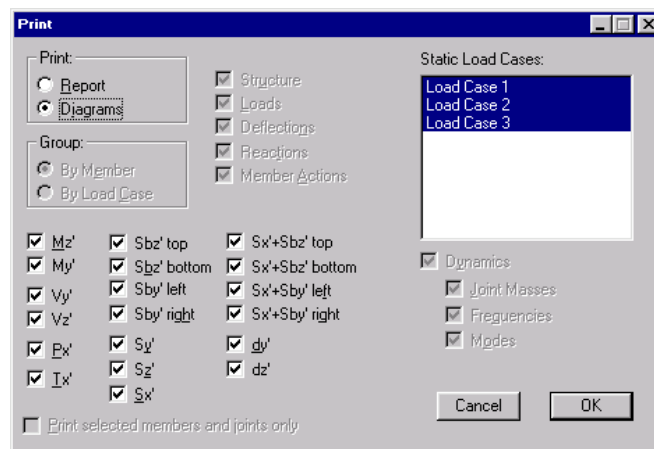 Print
Print:
Report
Diagrams
Group:
By Member
By Load Case
Structure
Loads
Deflections
Reactions
Member Actions
Static Load Cases:
Load Case 1
Load Case 2
Load Case 3
Mz'
My'
Vy'
Vz'
Px'
Tx'
Sbz' top
Sbz' bottom
Sby' left
Sby' right
Sy'
Sz'
Sx'
Sx'+Sbz' top
Sx'+Sbz' bottom
Sx'+Sby' left
Sx'+Sby' right
dy'
dz'
Dynamics
Joint Masses
Frequencies
Modes
Print selected members and joints only
Cancel
OK